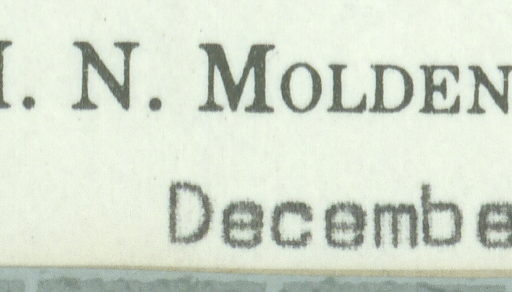 . N. MOLDEN
Decembe